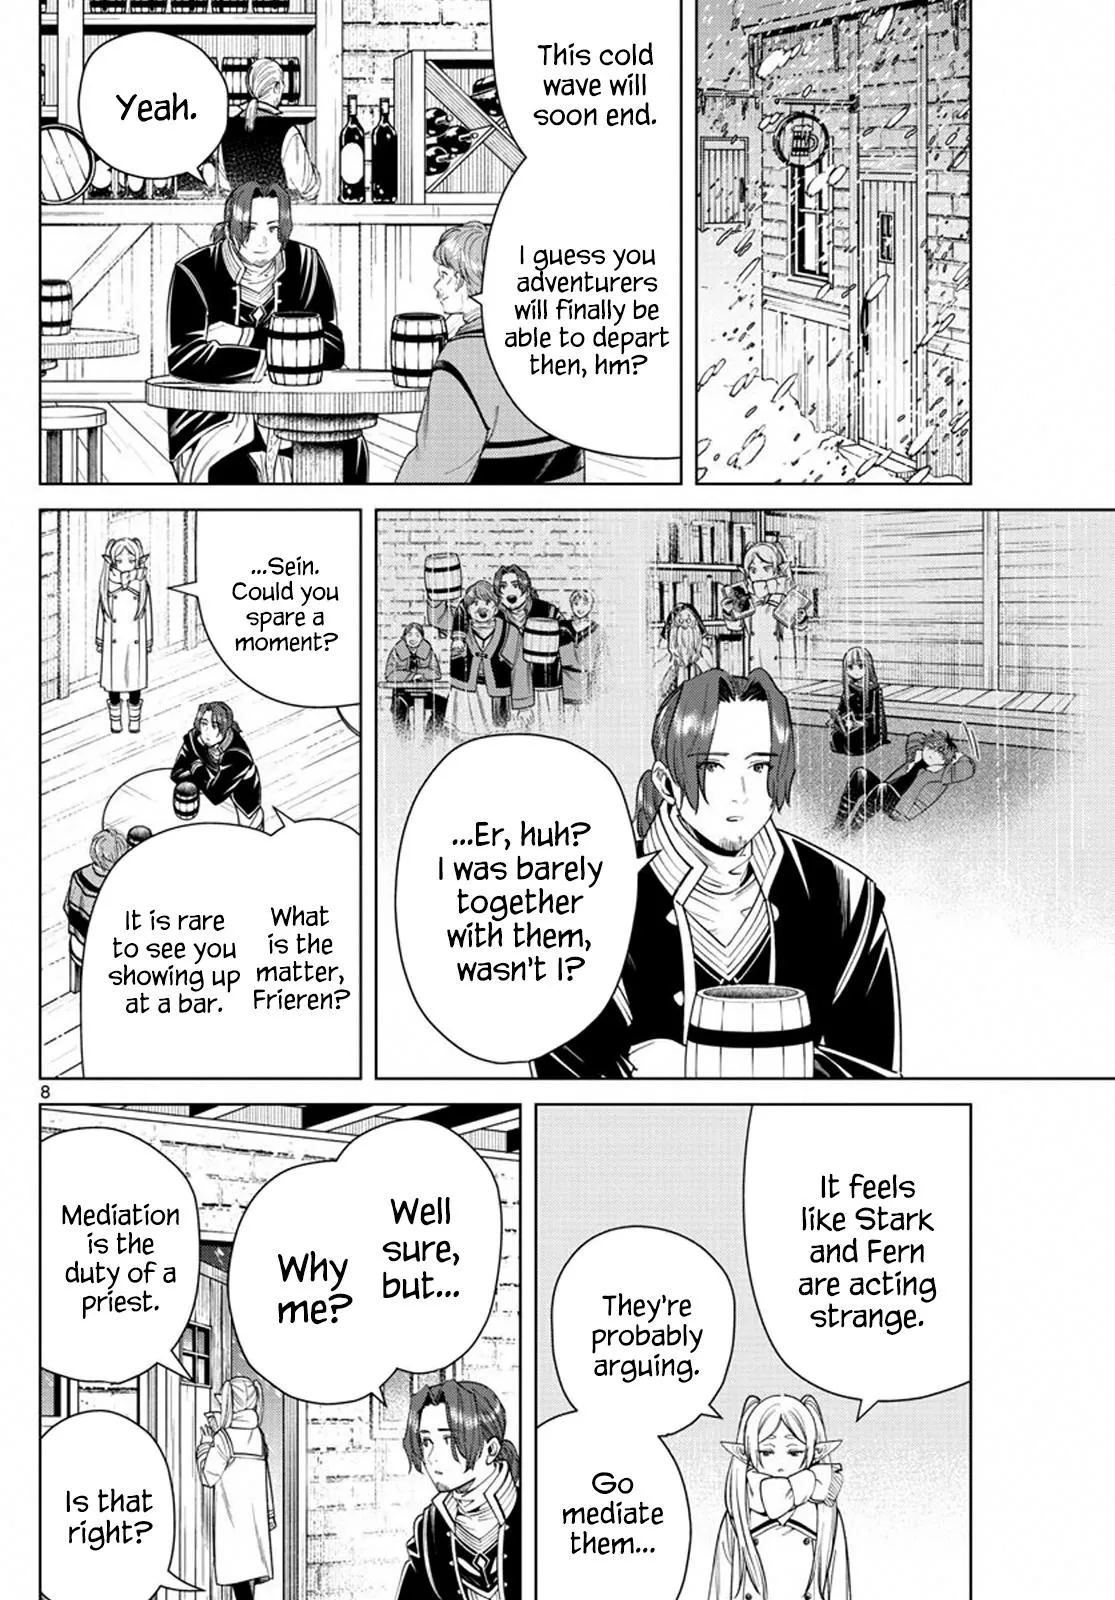 This cold
wave will
soon end.
I guess you
adventurers
will finally be
able to depart
then, hm?
Yeah.
...Er, huh?
I was barely
together
with them,
wasn't I?
...Sein.
Could you
spare a
moment?
What
is the
matter,
Frieren?
It is rare
to see you
showing up
at a bar.
8
It feels
like Stark
and Fern
are acting
strange.
They're
probably
arguing.
Go
mediate
them...
Well
sure,
but...
Why
me?
Mediation
is the
duty of a
priest.
Is that
right?